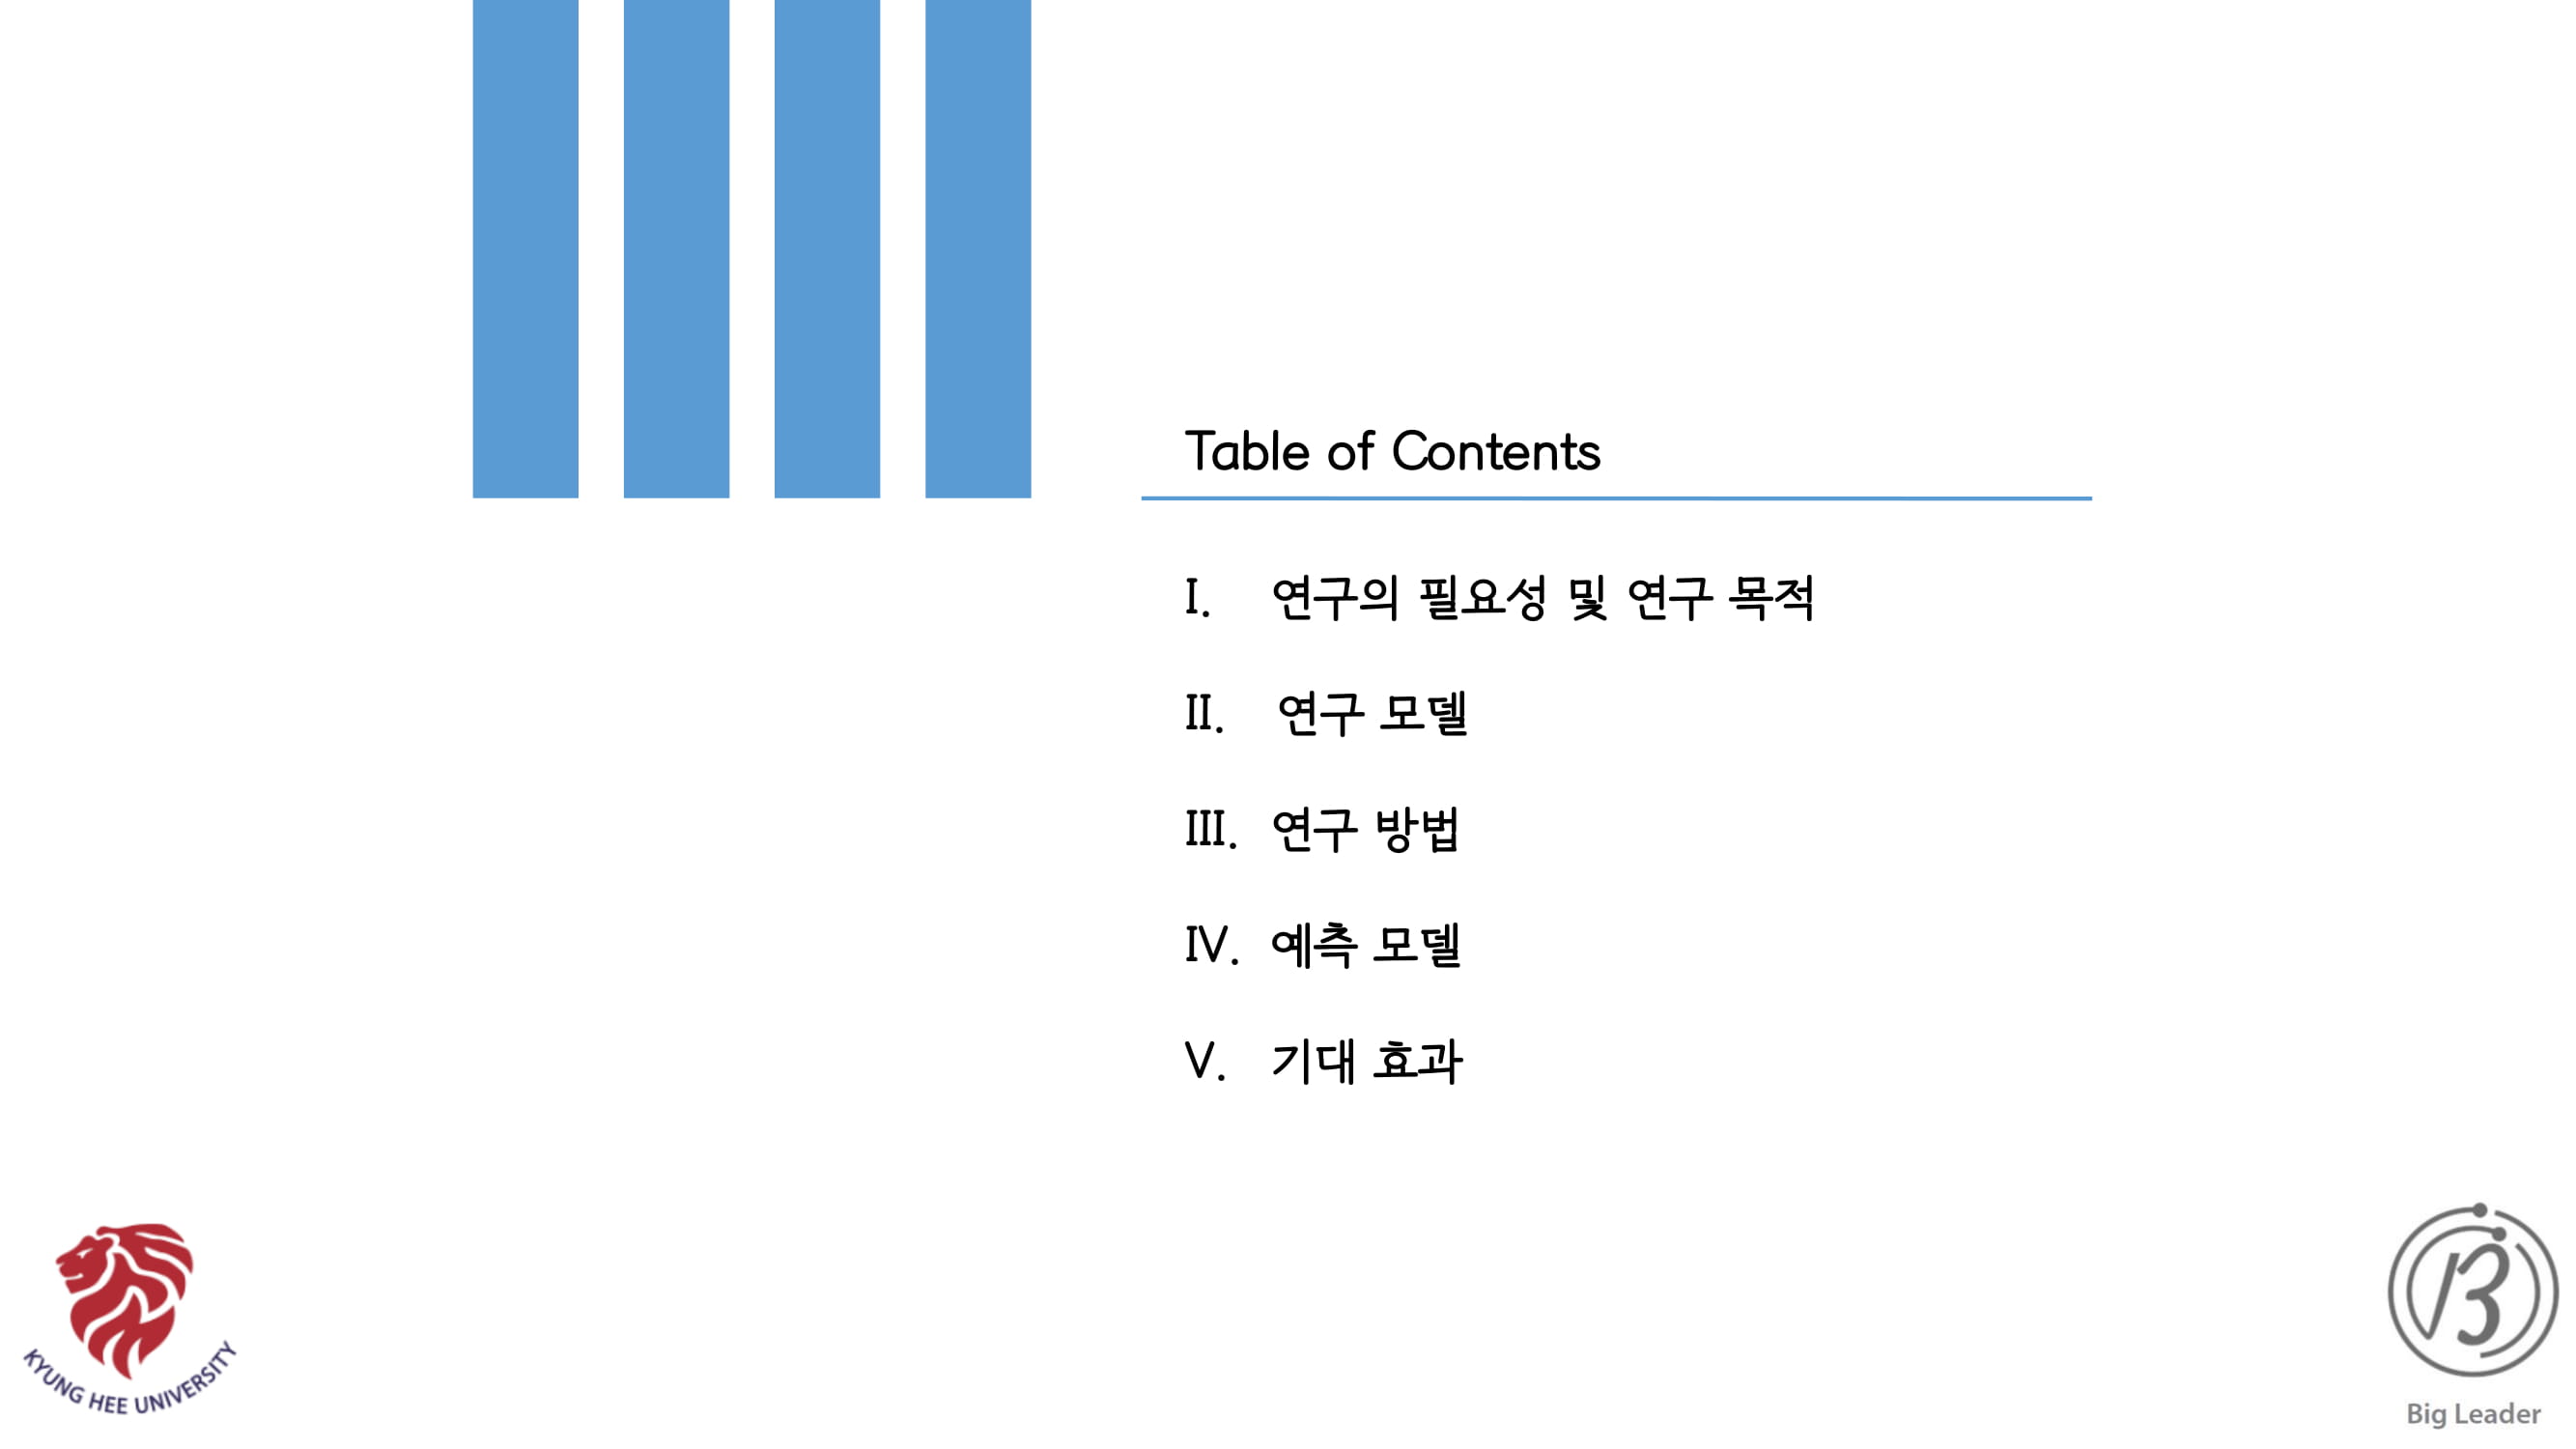 Table of Contents
I. 연구의 필요성 및 연구 목적
II. 연구 모델
III. 연구 방법
IV. 예측 모델
V. 기대 효과
KYUNG HEE UNIVERSITY
Big Leader